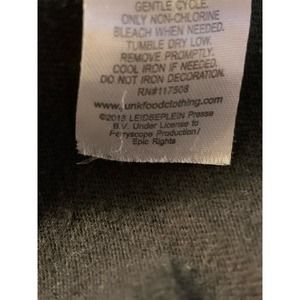 GENTLE CYCLE.
ONLY NON-CHLORINE
BLEACH WHEN NEEDED.
TUMBLE DRY LOW.
REMOVE PROMPTLY.
COOL IRON IF NEEDED.
DO NOT IRON DECORATION.
RN#117508
www.junkfoodclothing.com
©2013 LEIDSEPLEIN Presse
B.V. Under License to
Perryscope Production/
Epic Rights